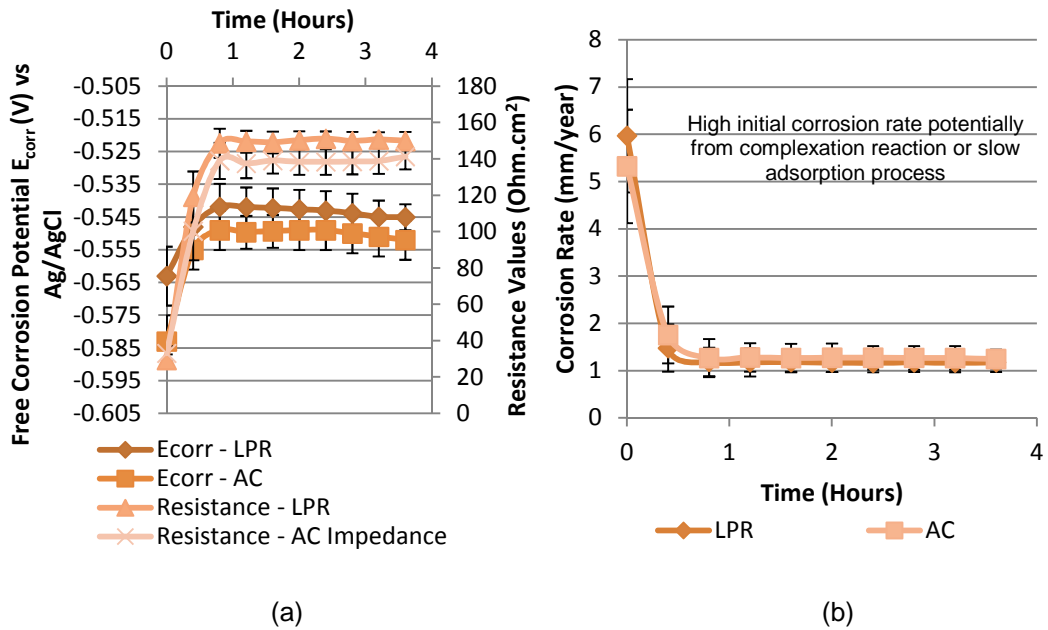 Time (Hours)
0 1 2 3 4
Free Corrosion Potential Ecorr (V) vs
Ag/AgCl
-0.505
-0.515
-0.525
-0.535
-0.545
-0.555
-0.565
-0.575
-0.585
-0.595
-0.605
180
160
140
120
100
80
60
40
20
0
Resistance Values (Ohm.cm²)
Ecorr - LPR
Ecorr - AC
Resistance - LPR
Resistance - AC Impedance
(a)
Corrosion Rate (mm/year)
8
7
6
5
4
3
2
1
0
High initial corrosion rate potentially
from complexation reaction or slow
adsorption process
0 1 2 3 4
Time (Hours)
LPR AC
(b)